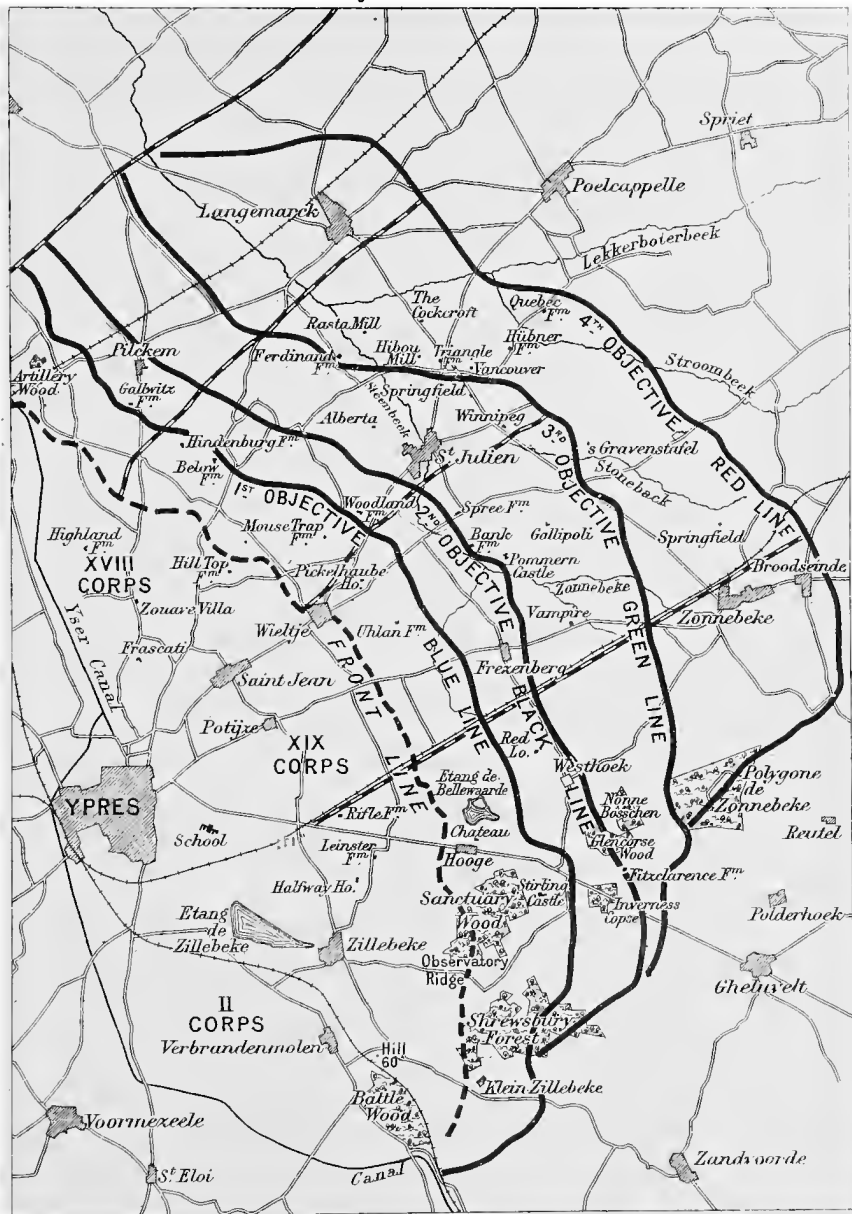 Spriet
Poelcappelle
Langemarck
Lekkerboterbeek
The
Cockcroft
Quebec
Fm
Rasta Mill
Hibou
Mill
Triangle
Fm
Hübner
Fm
4TH OBJECTIVE
RED LINE
Stroombeek
Pilckem
Ferdinand
Fm
Vancouver
Artillery
Wood
Gallwitz
Fm
Steenbeek
Springfield
Alberta
Winnipeg
'sGravenstafel
Hindenburg Fm
St Julien
3RD OBJECTIVE
GREEN LINE
Stoneback
Below
Fm
1ST OBJECTIVE
BLUE LINE
Woodland
Fm
2ND OBJECTIVE
BLACK LINE
Spree Fm
Mouse Trap
Fm
Bank
Fm
Gallipoli
Springfield
Highland
Fm
XVIII
CORPS
Hill Top
Fm
Pickelhaube
Ho.
Pommern
Castle
Zonnebeke
Broodseinde
Yser Canal
Zouave Villa
Vampire
Zonnebeke
Frascati
Wieltje
Uhlan Fm
FRONT LINE
Frezenberg
Saint Jean
Potijze
XIX
CORPS
Red
Lo.
Westhoek
Etang de
Bellewaarde
Polygone
de
Zonnebeke
YPRES
Rifle Fm
Chateau
Nonne
Bosschen
School
Leinster
Fm
Hooge
Glencorse
Wood
Reutel
Halfway Ho.
Stirling
Castle
Fitzclarence Fm
Sanctuary
Wood
Inverness
Copse
Polderhoek
Etang
de
Zillebeke
Zillebeke
Observatory
Ridge
Gheluvelt
II
CORPS
Shrewsbury
Forest
Verbrandenmolen
Hill
60
Klein Zillebeke
Battle
Wood
Voormezeele
Zandvoorde
St Eloi
Canal